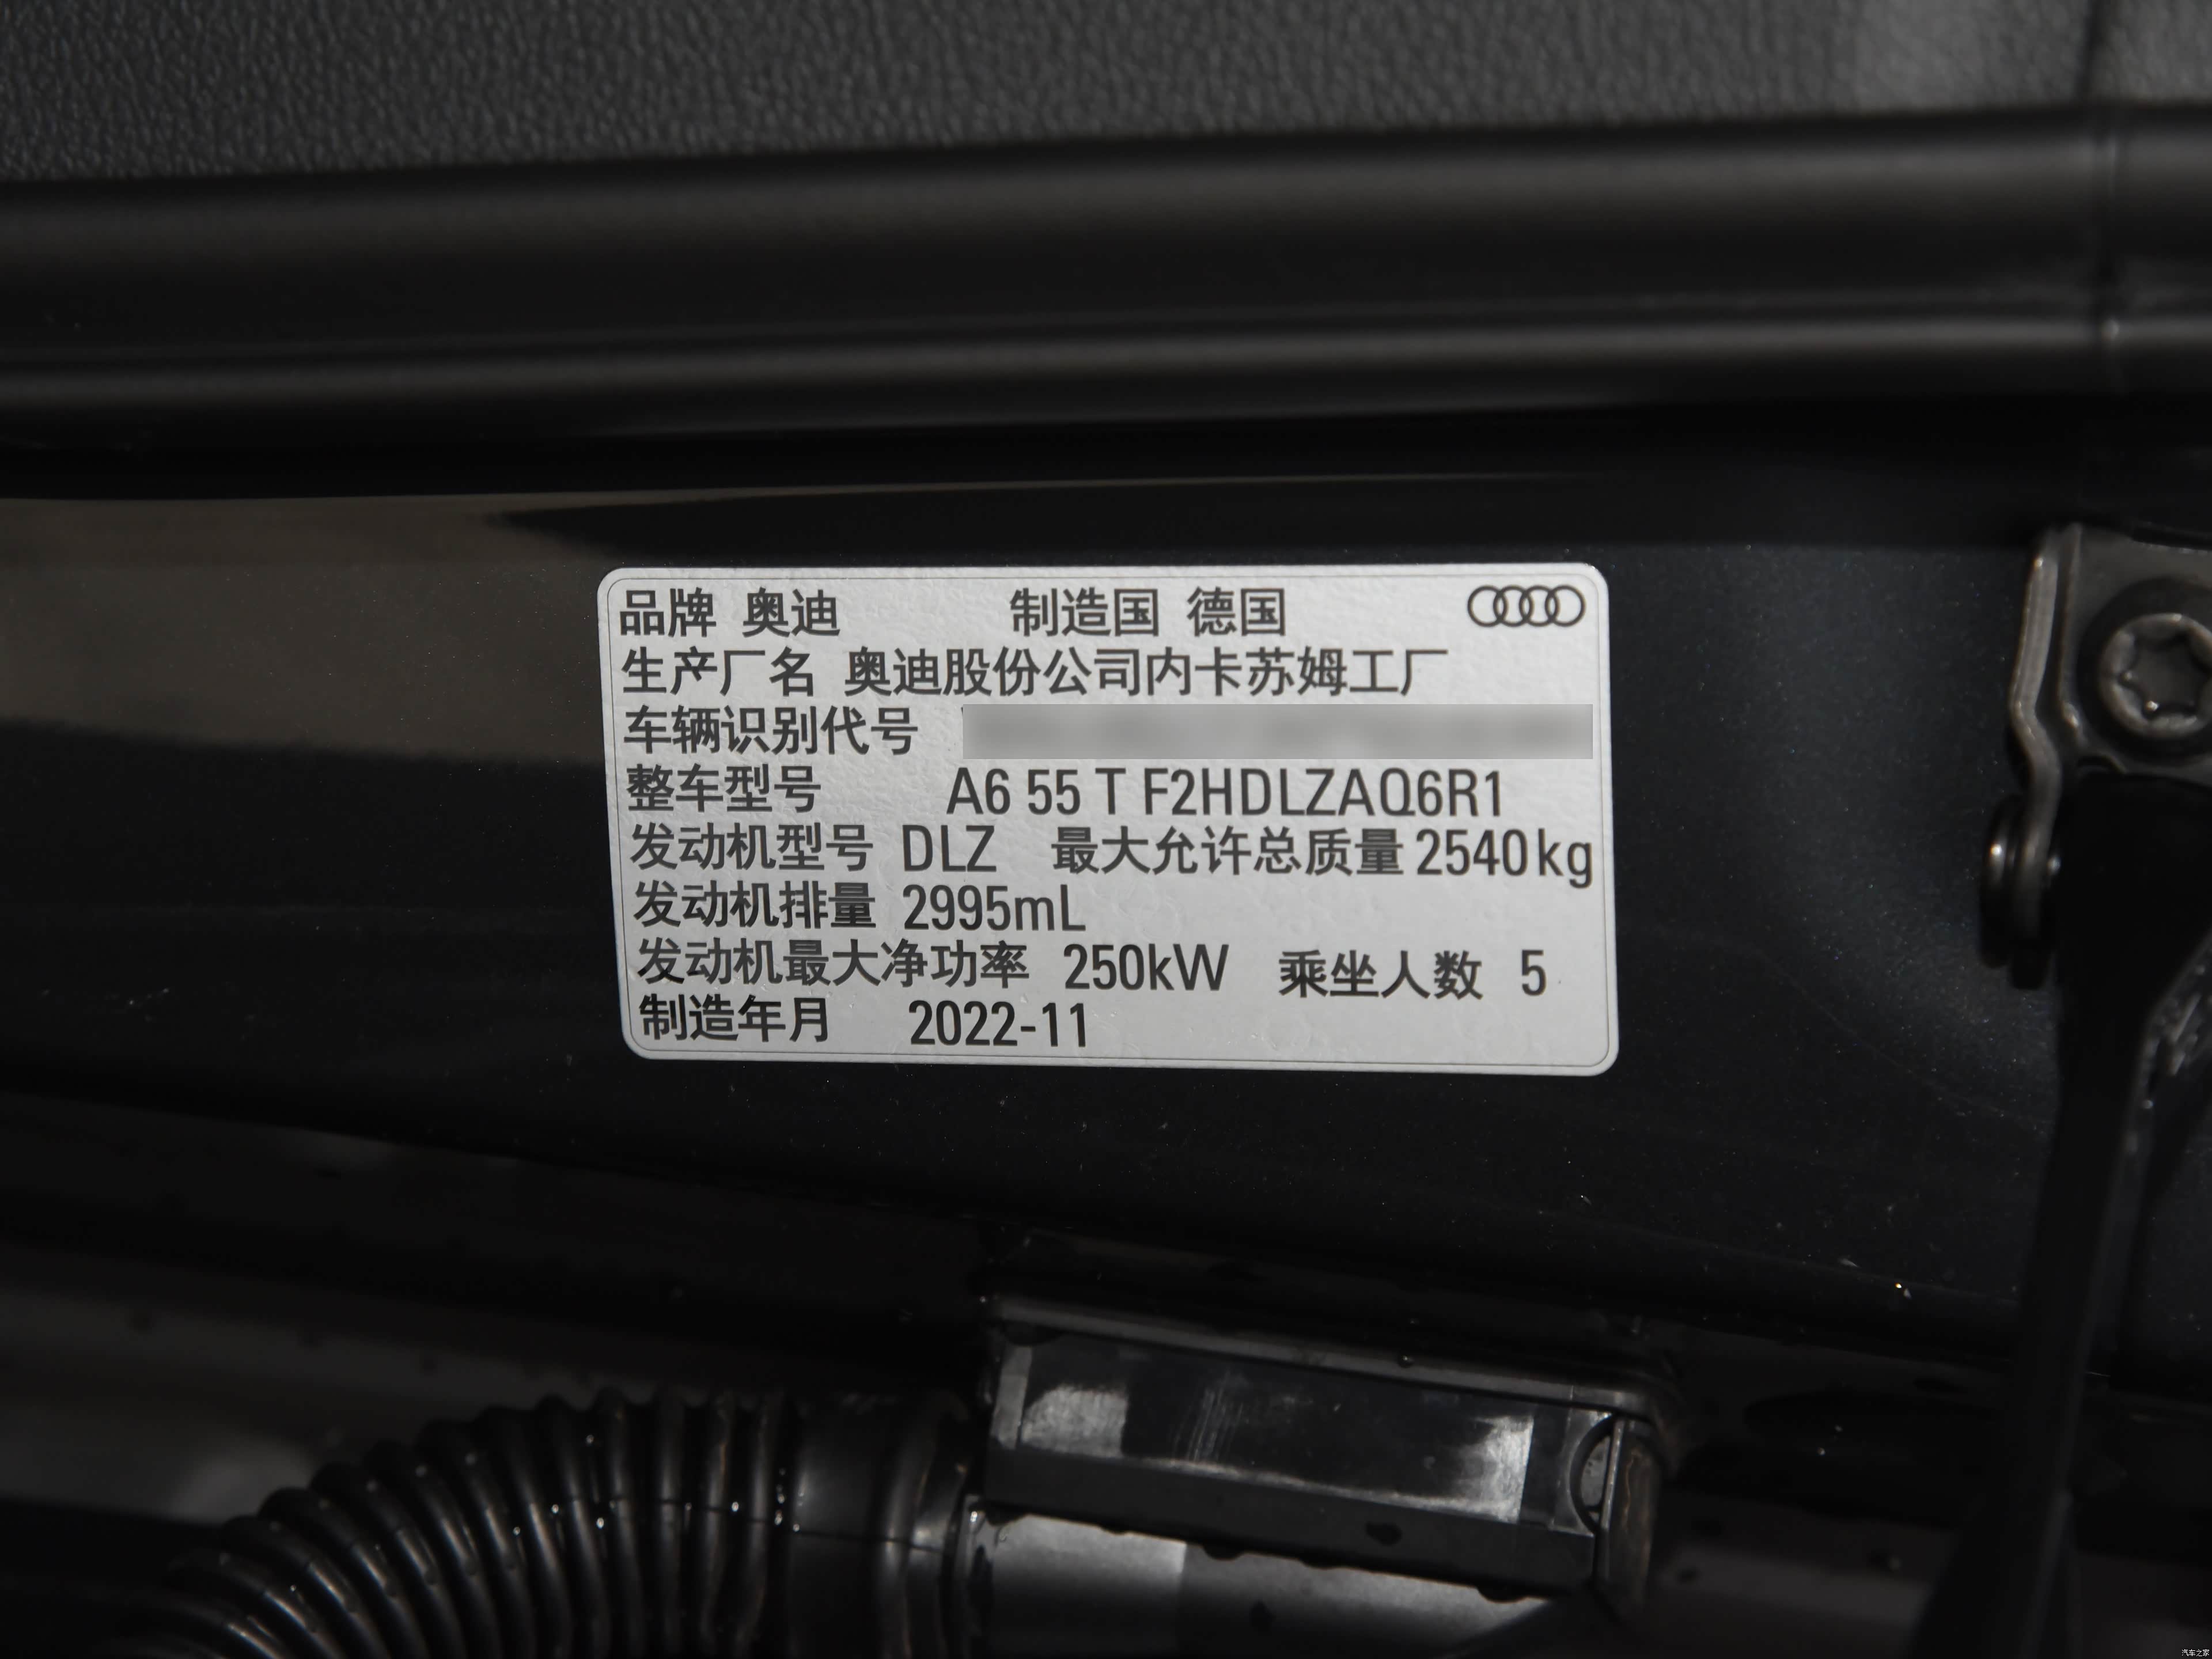 品牌 奥迪 制造国 德国
生产厂名 奥迪股份公司内卡苏姆工厂
车辆识别代号
整车型号 A6 55 T F2HDLZAQ6R1
发动机型号 DLZ 最大允许总质量 2540kg
发动机排量 2995mL
发动机最大净功率 250kW 乘坐人数 5
制造年月 2022-11
汽车之家